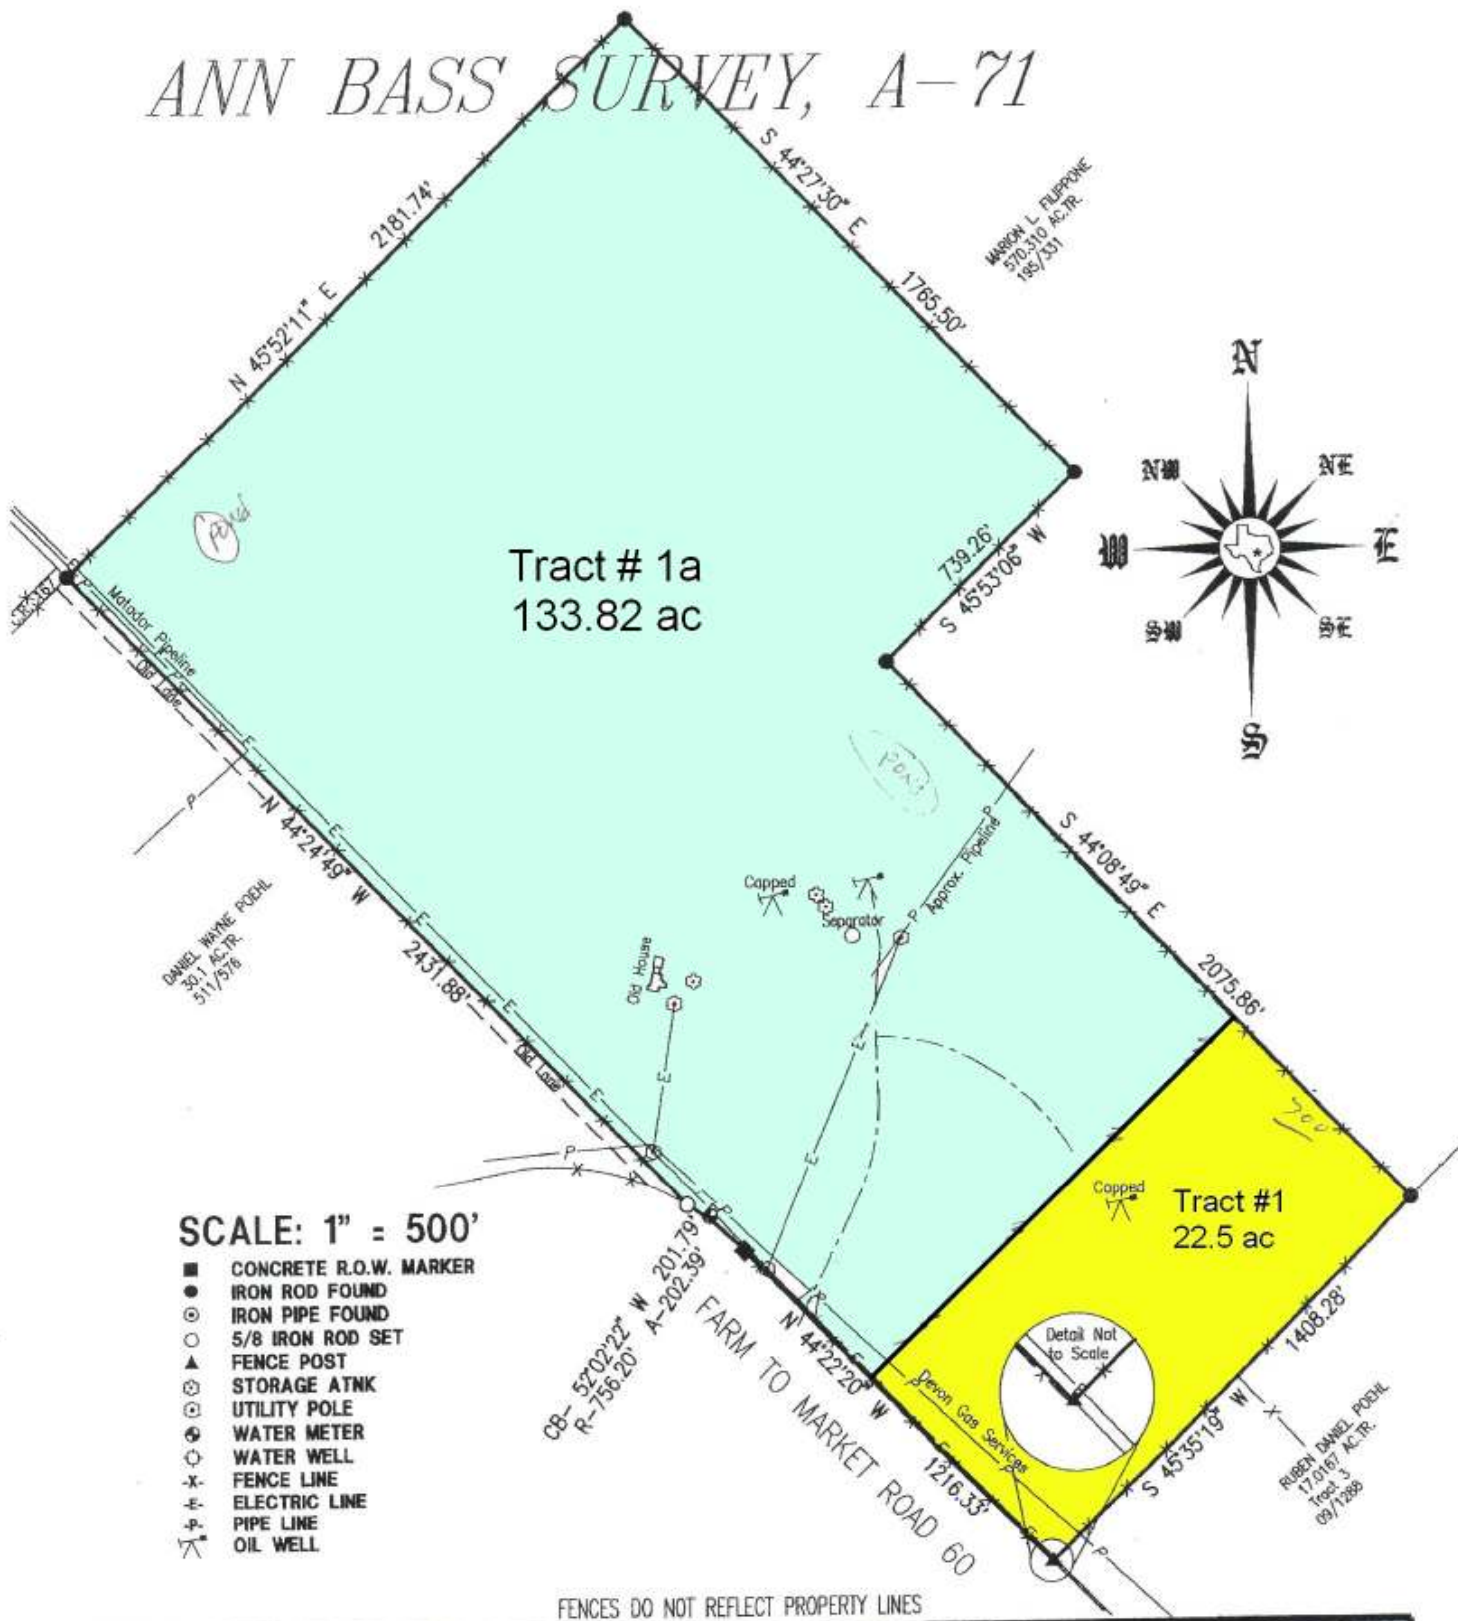 ANN BASS SURVEY, A-71
S 44°27'30" E
1765.50'
MARION L. FILIPPONE
570.310 AC.TR.
195/331
2181.74'
N 45°52'11" E
N
NW
NE
W
E
SW
SE
S
pond
Tract # 1a
133.82 ac
739.26'
S 45°53'06" W
Matador Pipeline
Old Lane
P
E
N 44°24'49" W
2431.88'
DANIEL WAYNE POEHL
30.1 AC.TR.
511/576
pond
Approx. Pipeline
P
S 44°08'49" E
2075.86'
Capped
Separator
Old House
E
Old Lane
300
Capped
Tract #1
22.5 ac
SCALE: 1" = 500'
CONCRETE R.O.W. MARKER
IRON ROD FOUND
IRON PIPE FOUND
5/8 IRON ROD SET
FENCE POST
STORAGE ATNK
UTILITY POLE
WATER METER
WATER WELL
-X- FENCE LINE
-E- ELECTRIC LINE
-P- PIPE LINE
OIL WELL
CB- 52°02'22" W 201.79'
R-756.20' A-202.39'
FARM TO MARKET ROAD 60
N 44°22'20" W
1216.33'
Devon Gas Services
Detail Not
to Scale
1408.28'
S 45°35'19" W
RUBEN DANIEL POEHL
17.0167 AC.TR.
Tract 3
09/1288
FENCES DO NOT REFLECT PROPERTY LINES